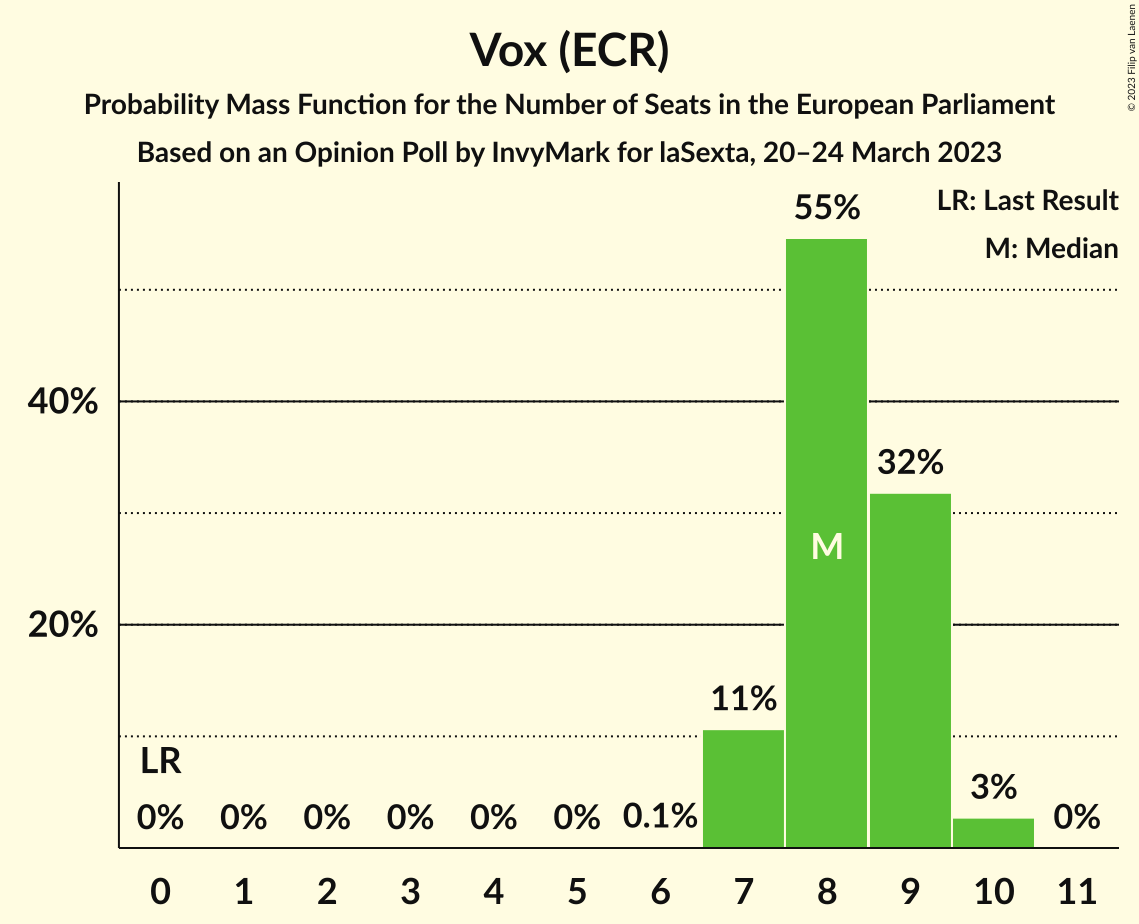 Vox (ECR)
Probability Mass Function for the Number of Seats in the European Parliament
Based on an Opinion Poll by InvyMark for laSexta, 20–24 March 2023
© 2023 Filip van Laenen
LR: Last Result
M: Median
55%
40%
32%
M
20%
11%
LR
3%
0% 0% 0% 0% 0% 0% 0.1% 0%
0 1 2 3 4 5 6 7 8 9 10 11